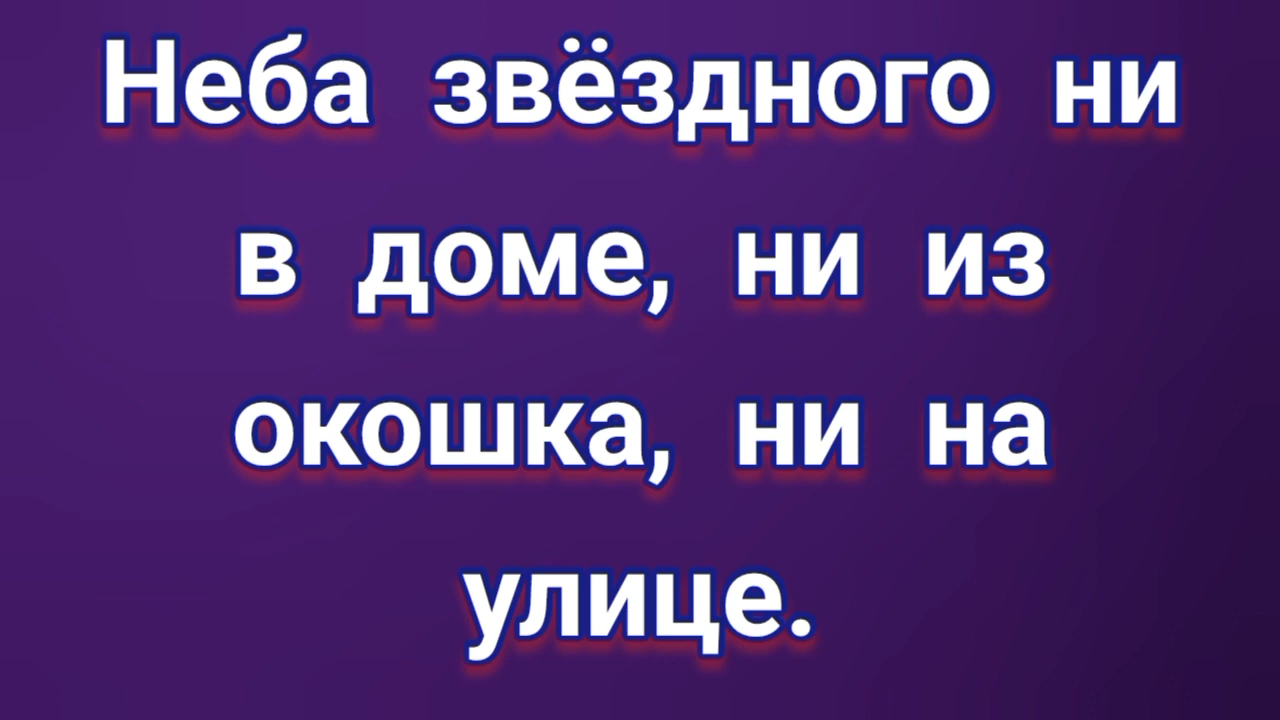 Неба звёздного ни
в доме, ни из
окошка, ни на
улице.